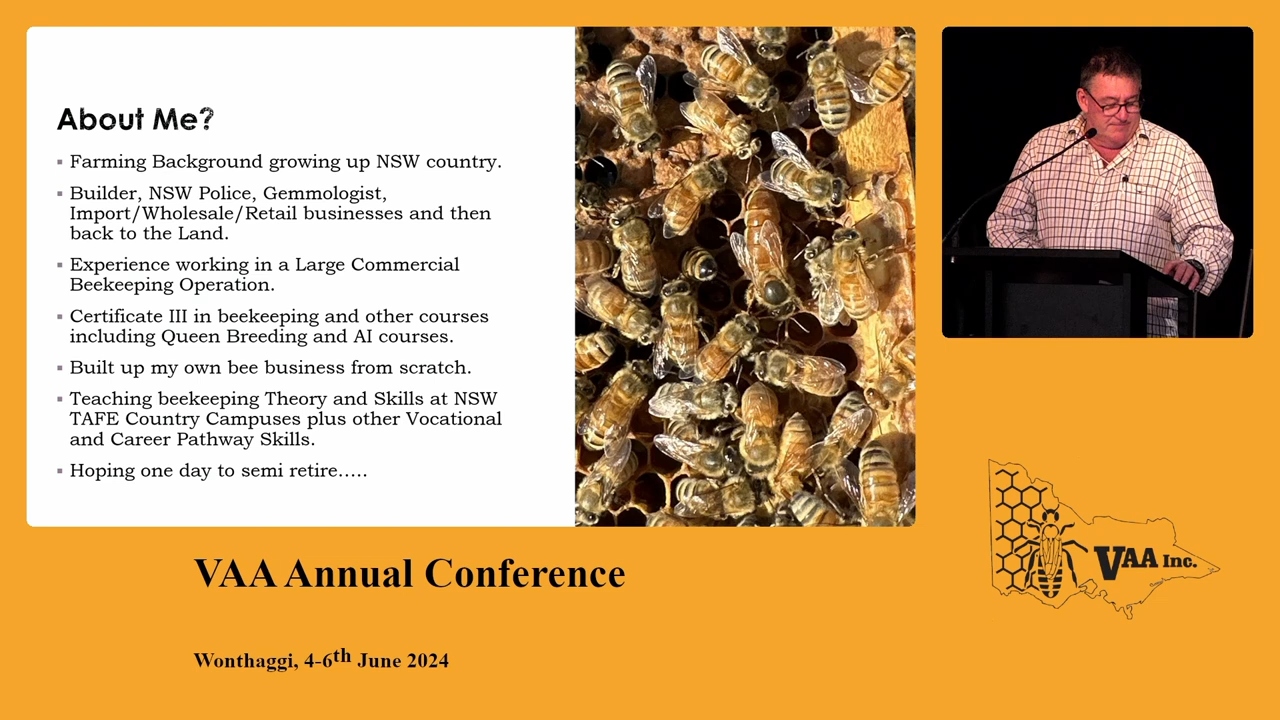 About Me?
▪ Farming Background growing up NSW country.
▪ Builder, NSW Police, Gemmologist,
Import/Wholesale/Retail businesses and then
back to the Land.
▪ Experience working in a Large Commercial
Beekeeping Operation.
▪ Certificate III in beekeeping and other courses
including Queen Breeding and AI courses.
▪ Built up my own bee business from scratch.
▪ Teaching beekeeping Theory and Skills at NSW
TAFE Country Campuses plus other Vocational
and Career Pathway Skills.
▪ Hoping one day to semi retire.....
VAA Inc.
VAA Annual Conference
Wonthaggi, 4-6th June 2024